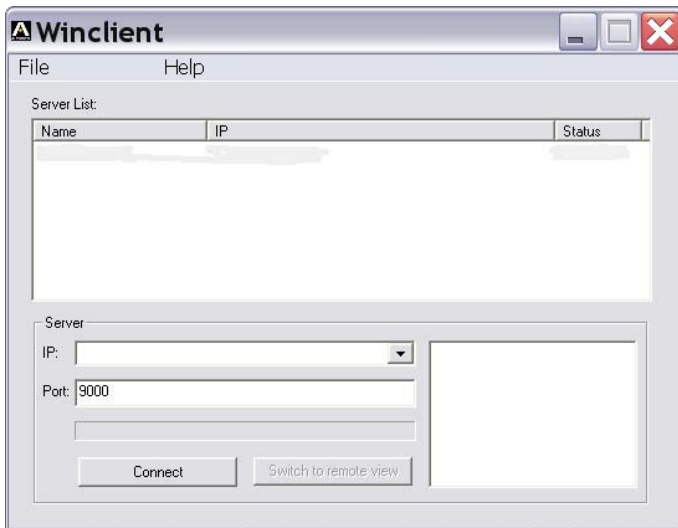 Winclient
File Help
Server List:
Name IP Status
Server
IP:
Port: 9000
Connect Switch to remote view